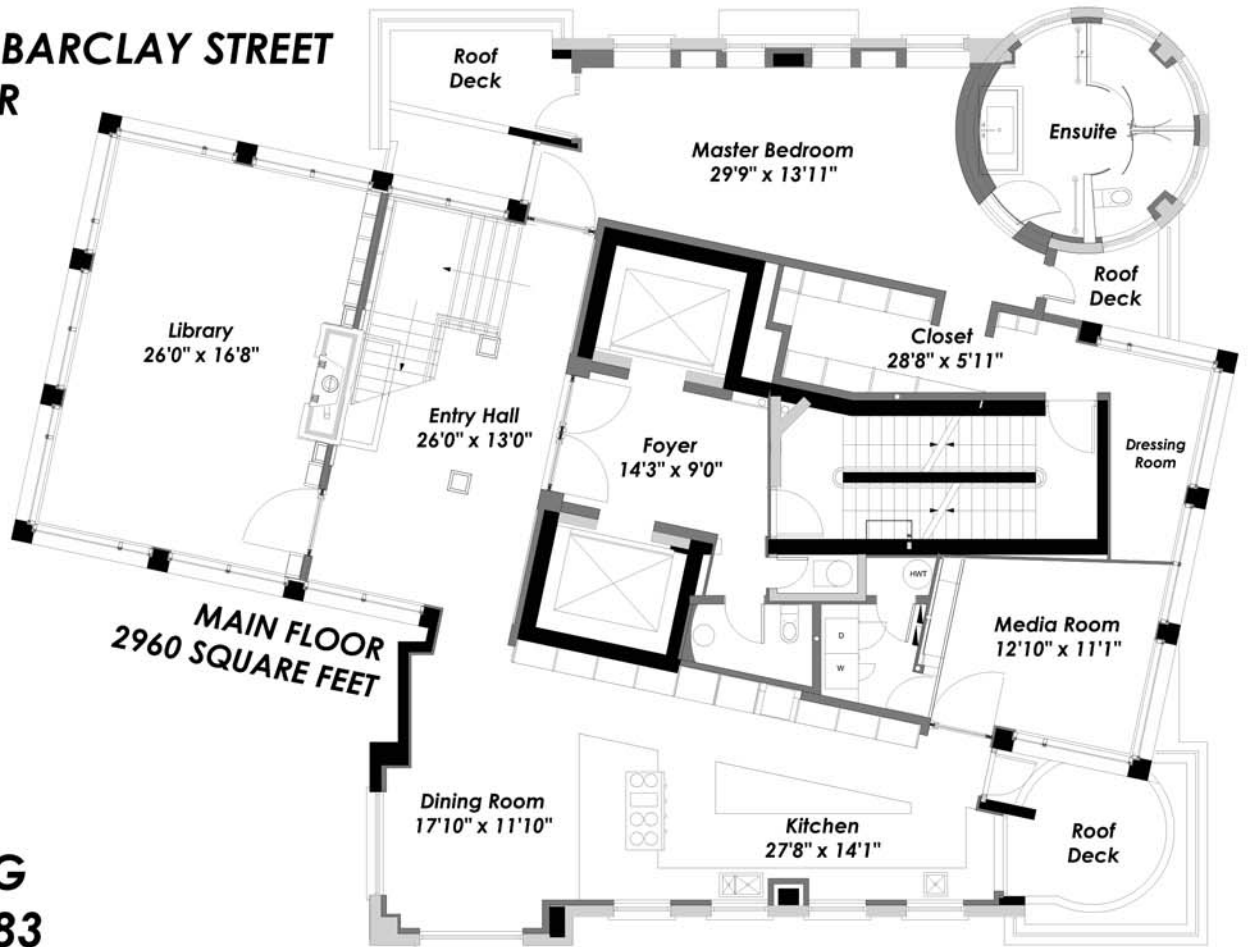 BARCLAY STREET
R
Roof
Deck
Master Bedroom
29'9" x 13'11"
Ensuite
Roof
Deck
Library
26'0" x 16'8"
Closet
28'8" x 5'11"
Entry Hall
26'0" x 13'0"
Foyer
14'3" x 9'0"
Dressing
Room
HWT
MAIN FLOOR
2960 SQUARE FEET
D
W
Media Room
12'10" x 11'1"
Dining Room
17'10" x 11'10"
Kitchen
27'8" x 14'1"
Roof
Deck
G
83